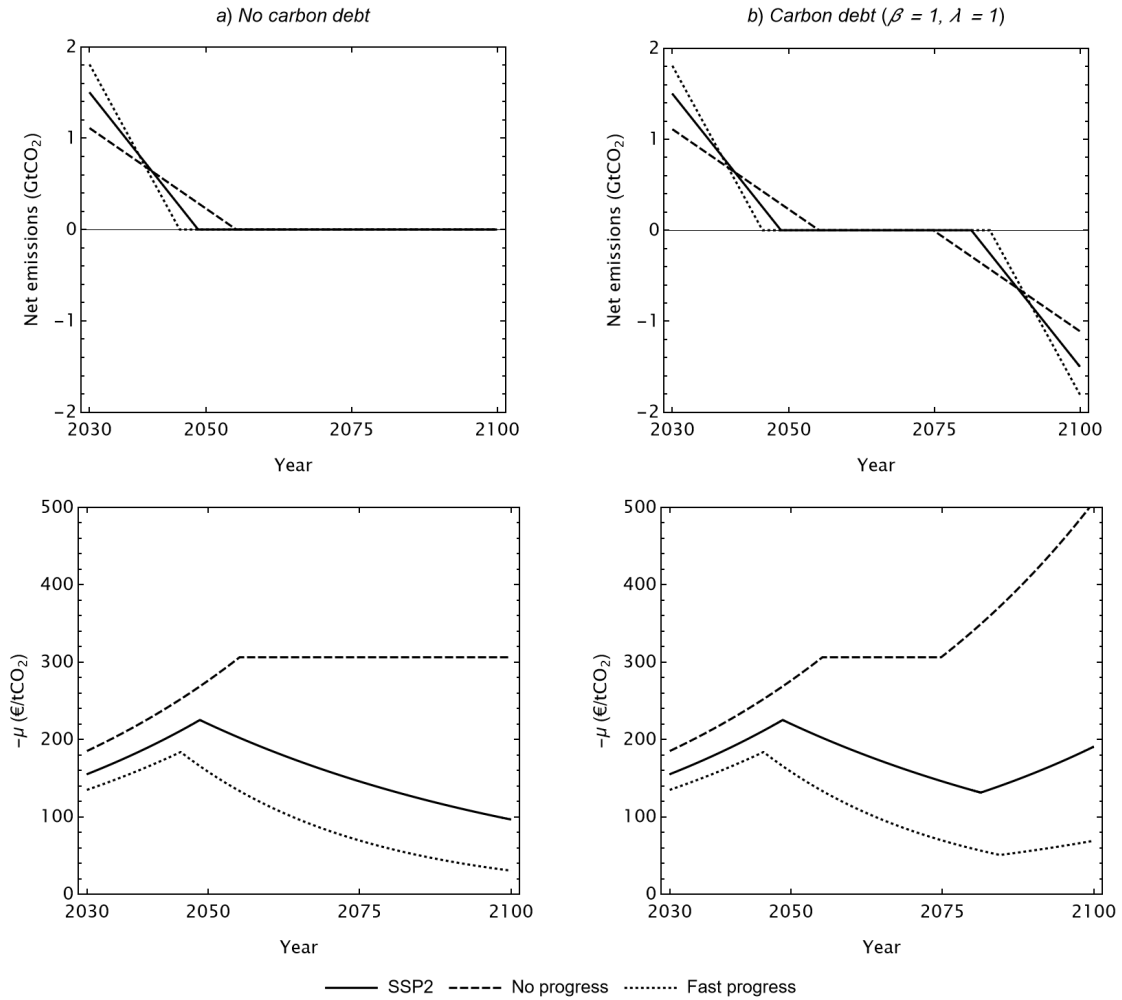 a) No carbon debt
2
1
0
−1
−2
Net emissions (GtCO2)
2030 2050 2075 2100
Year
b) Carbon debt (β = 1, λ = 1)
2
1
0
−1
−2
Net emissions (GtCO2)
2030 2050 2075 2100
Year
500
400
300
200
100
0
−μ (€/tCO2)
2030 2050 2075 2100
Year
500
400
300
200
100
0
−μ (€/tCO2)
2030 2050 2075 2100
Year
SSP2 No progress Fast progress